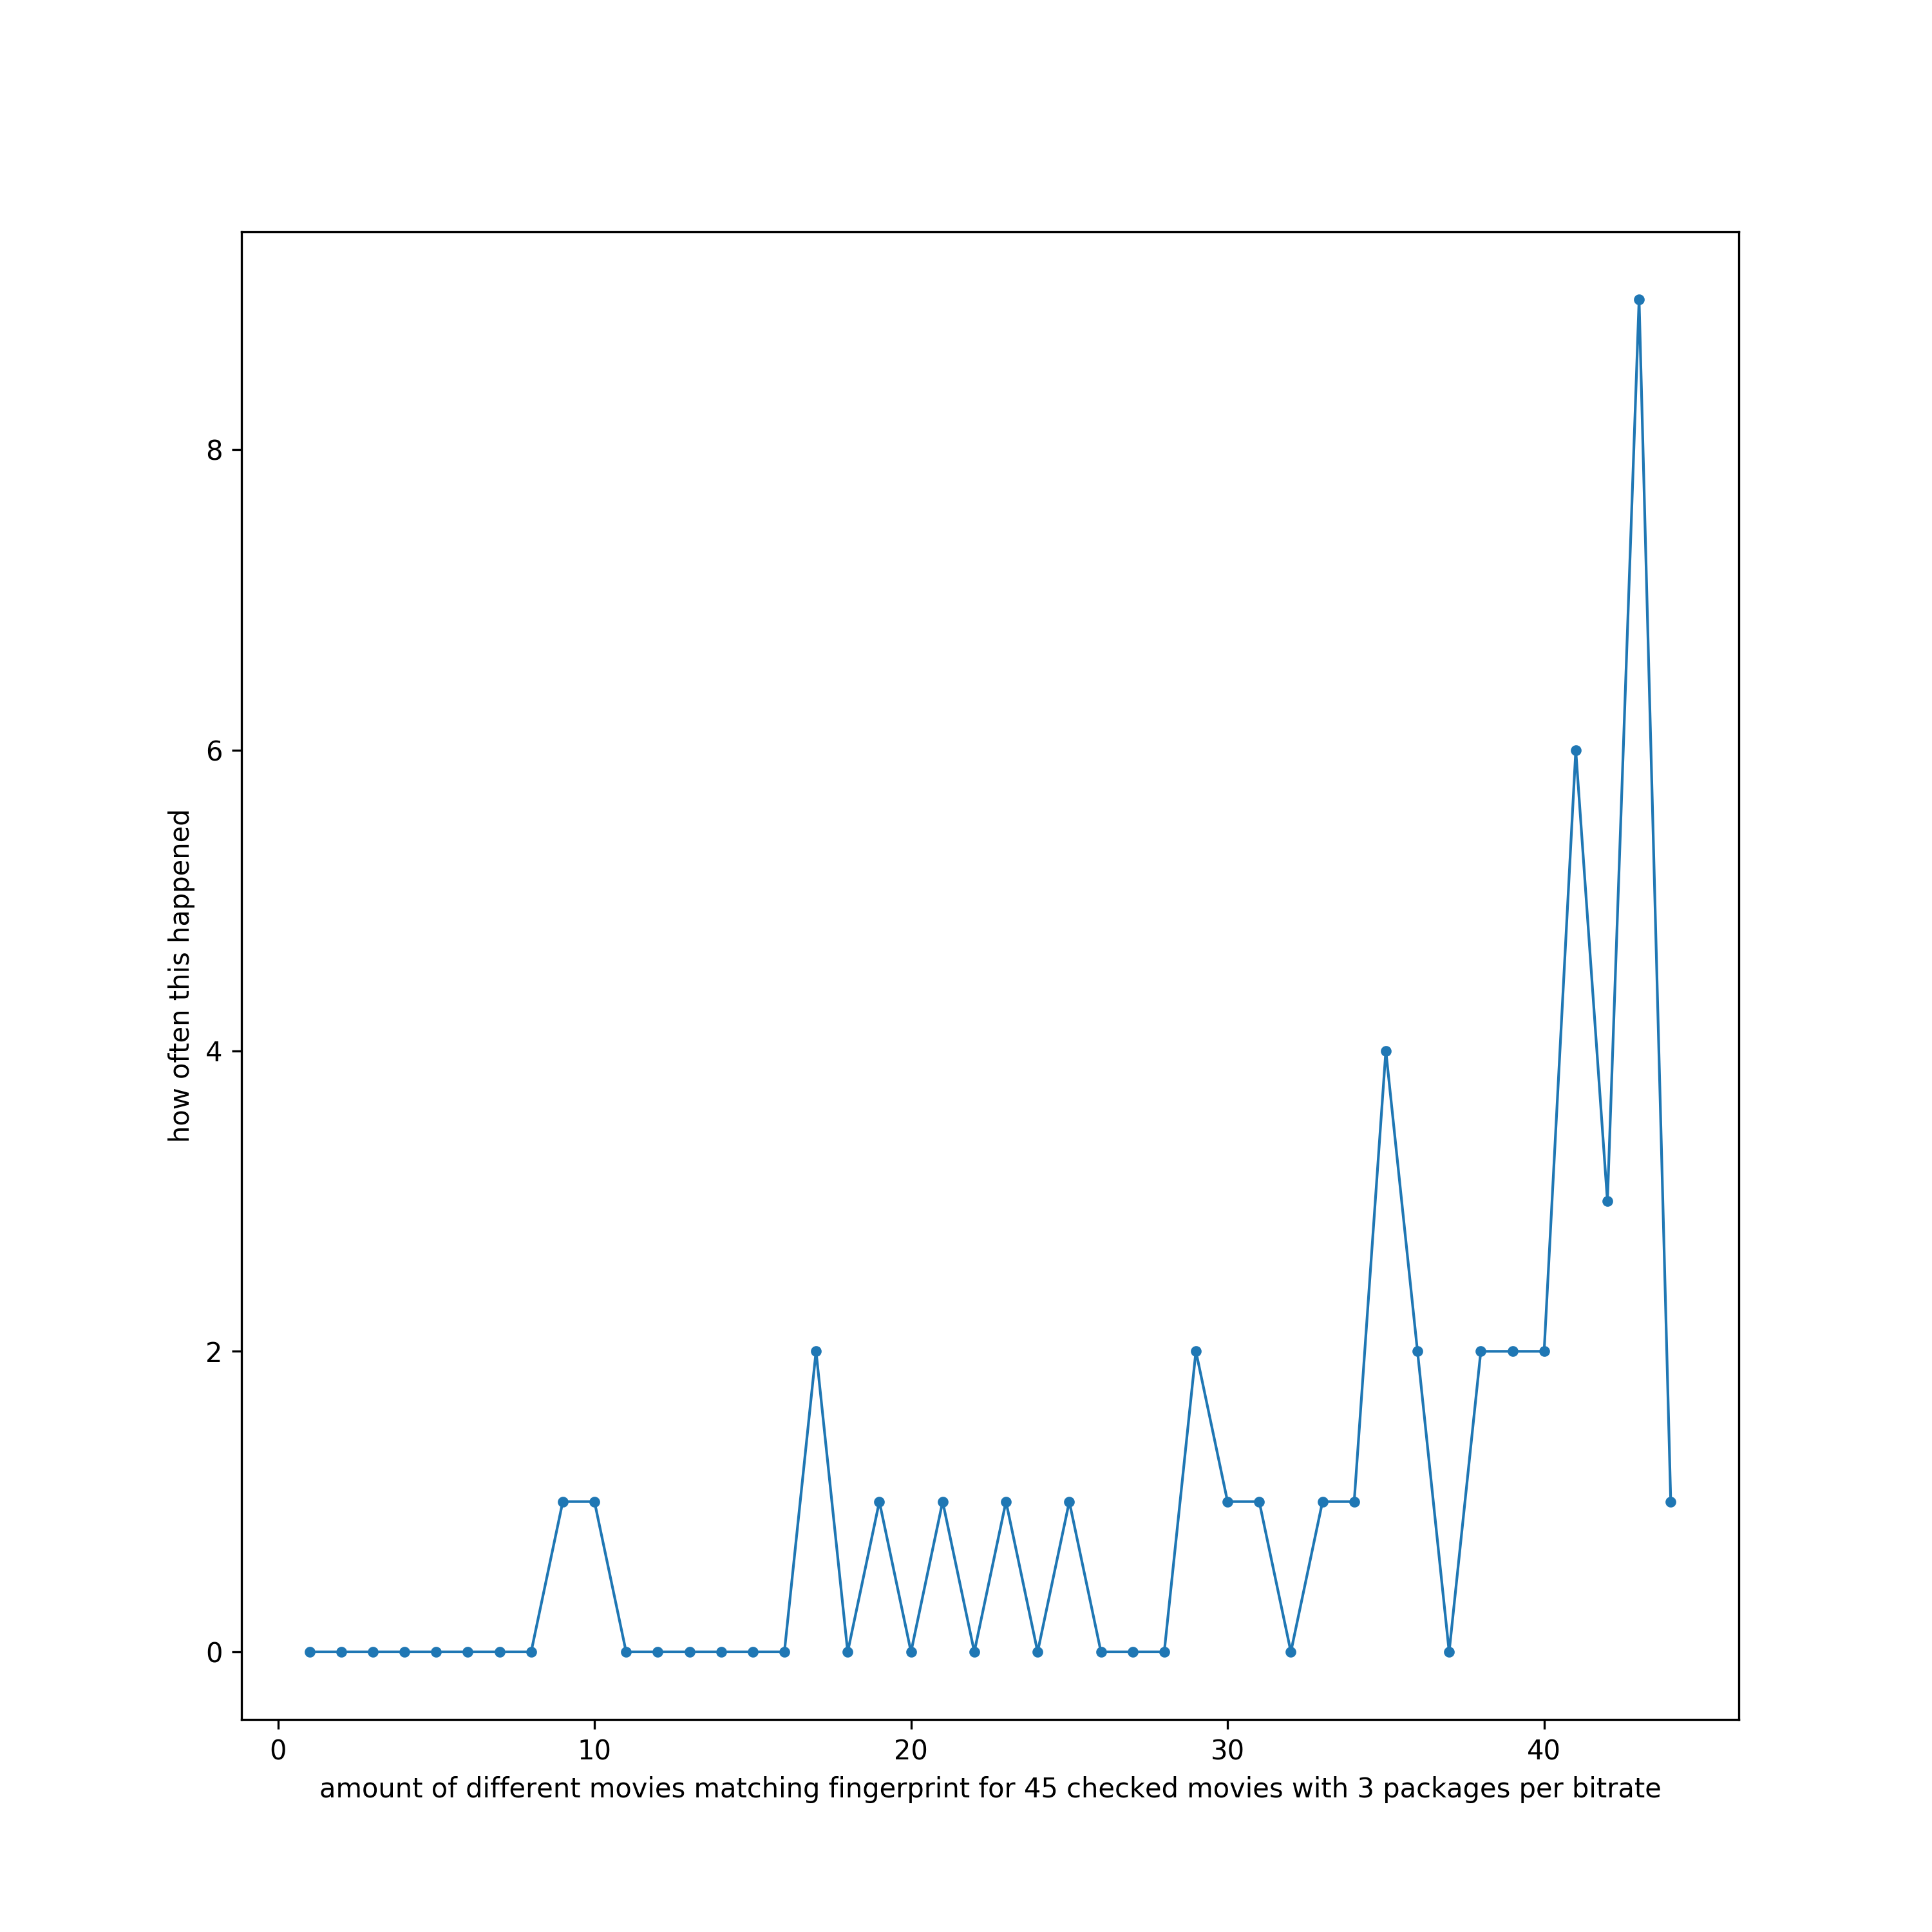 8
6
4
2
0
how often this happened
0 10 20 30 40
amount of different movies matching fingerprint for 45 checked movies with 3 packages per bitrate